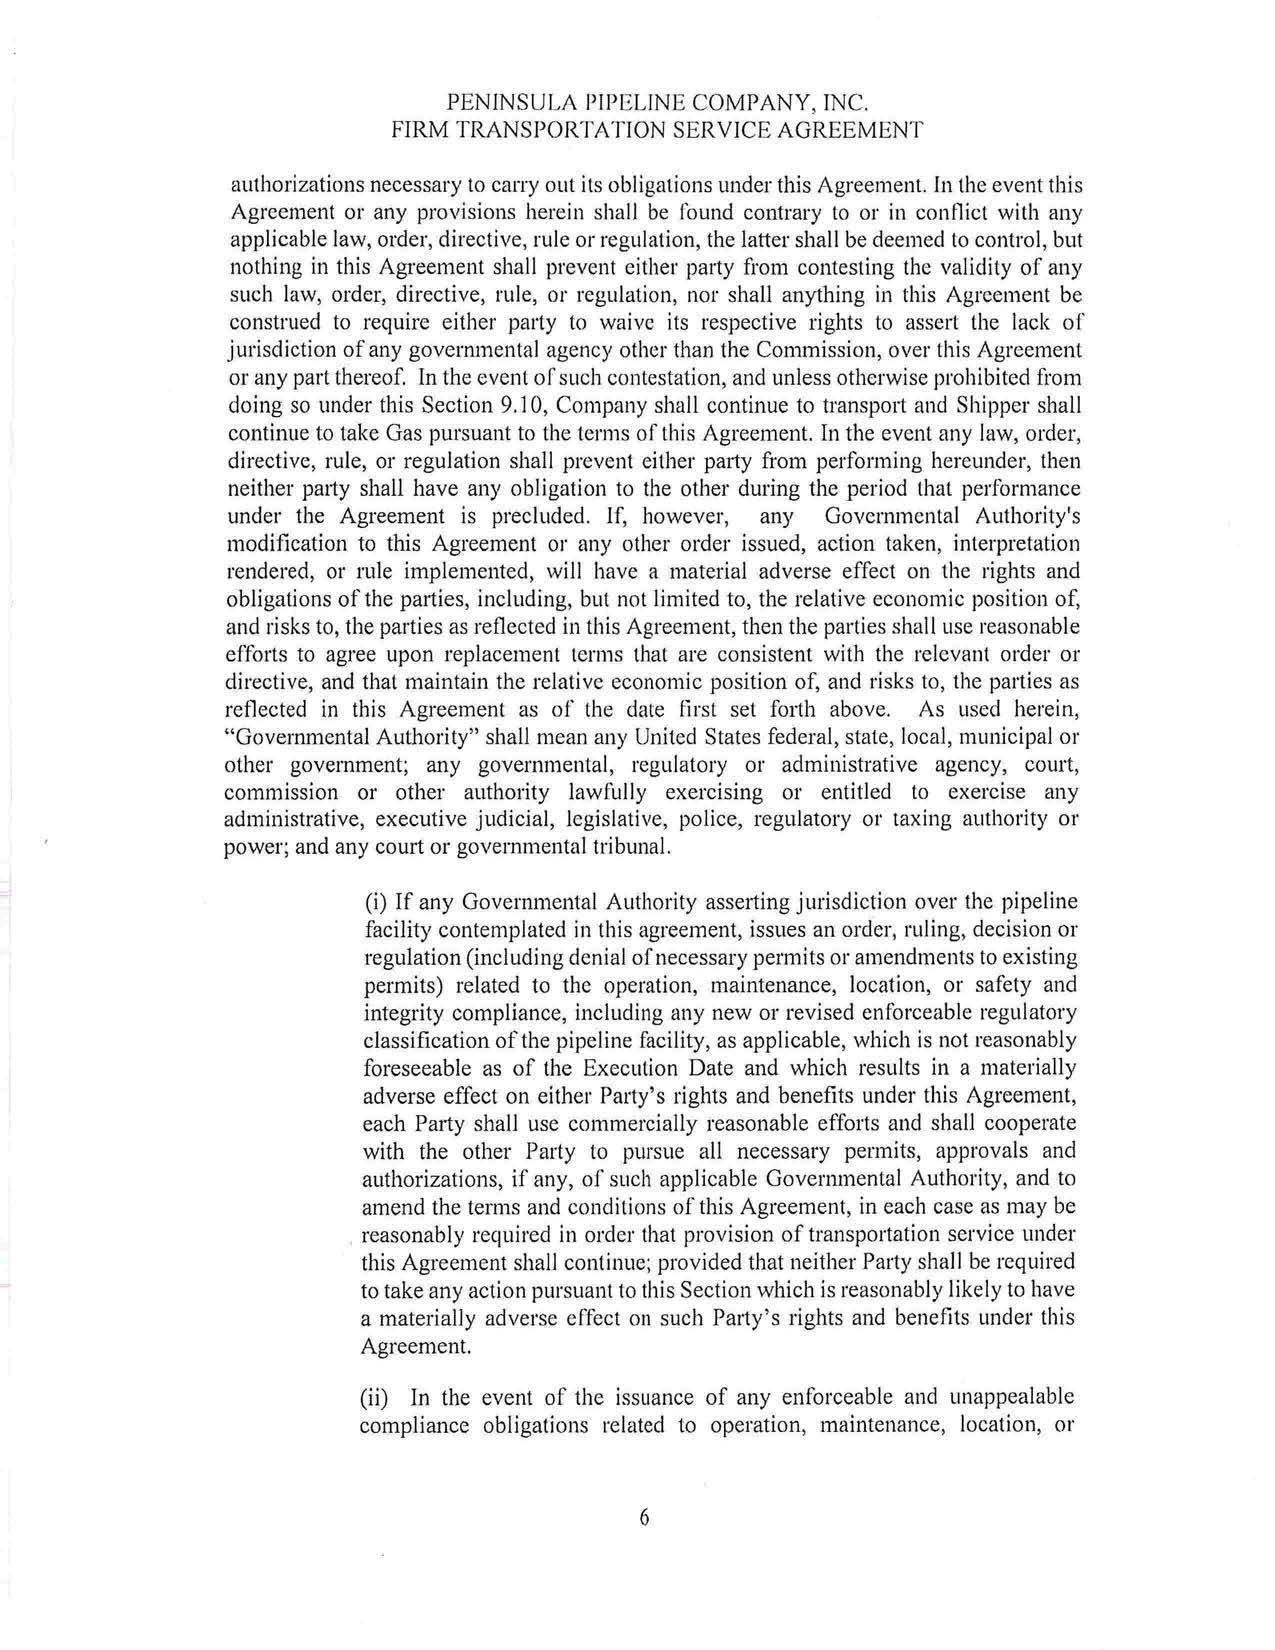 PENINSULA PIPELINE COMPANY, INC.
FIRM TRANSPORTATION SERVICE AGREEMENT
authorizations necessary to carry out its obligations under this Agreement. In the event this
Agreement or any provisions herein shall be found contrary to or in conflict with any
applicable law, order, directive, rule or regulation, the latter shall be deemed to control, but
nothing in this Agreement shall prevent either party from contesting the validity of any
such law, order, directive, rule, or regulation, nor shall anything in this Agreement be
construed to require either party to waive its respective rights to assert the lack of
jurisdiction of any governmental agency other than the Commission, over this Agreement
or any part thereof. In the event of such contestation, and unless otherwise prohibited from
doing so under this Section 9.10, Company shall continue to transport and Shipper shall
continue to take Gas pursuant to the terms of this Agreement. In the event any law, order,
directive, rule, or regulation shall prevent either party from performing hereunder, then
neither party shall have any obligation to the other during the period that performance
under the Agreement is precluded. If, however, any Governmental Authority's
modification to this Agreement or any other order issued, action taken, interpretation
rendered, or rule implemented, will have a material adverse effect on the rights and
obligations of the parties, including, but not limited to, the relative economic position of,
and risks to, the parties as reflected in this Agreement, then the parties shall use reasonable
efforts to agree upon replacement terms that are consistent with the relevant order or
directive, and that maintain the relative economic position of, and risks to, the parties as
reflected in this Agreement as of the date first set forth above. As used herein,
“Governmental Authority” shall mean any United States federal, state, local, municipal or
other government; any governmental, regulatory or administrative agency, court,
commission or other authority lawfully exercising or entitled to exercise any
administrative, executive judicial, legislative, police, regulatory or taxing authority or
power; and any court or governmental tribunal.
(i) If any Governmental Authority asserting jurisdiction over the pipeline
facility contemplated in this agreement, issues an order, ruling, decision or
regulation (including denial of necessary permits or amendments to existing
permits) related to the operation, maintenance, location, or safety and
integrity compliance, including any new or revised enforceable regulatory
classification of the pipeline facility, as applicable, which is not reasonably
foreseeable as of the Execution Date and which results in a materially
adverse effect on either Party’s rights and benefits under this Agreement,
each Party shall use commercially reasonable efforts and shall cooperate
with the other Party to pursue all necessary permits, approvals and
authorizations, if any, of such applicable Governmental Authority, and to
amend the terms and conditions of this Agreement, in each case as may be
reasonably required in order that provision of transportation service under
this Agreement shall continue; provided that neither Party shall be required
to take any action pursuant to this Section which is reasonably likely to have
a materially adverse effect on such Party’s rights and benefits under this
Agreement.
(ii) In the event of the issuance of any enforceable and unappealable
compliance obligations related to operation, maintenance, location, or
6